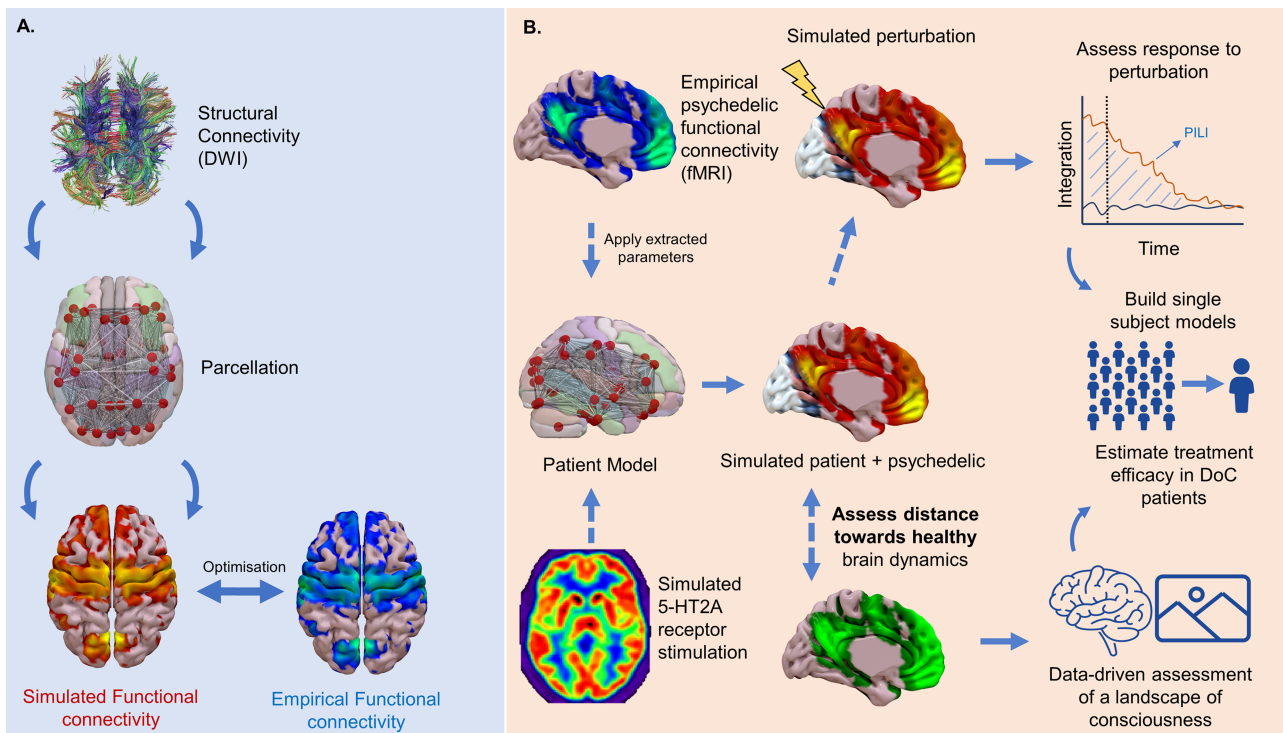 A.
Structural
Connectivity
(DWI)
Parcellation
Optimisation
Simulated Functional
connectivity
Empirical Functional
connectivity
B.
Empirical
psychedelic
functional
connectivity
(fMRI)
Simulated perturbation
Assess response to
perturbation
PILI
Integration
Time
Apply extracted
parameters
Patient Model
Simulated patient + psychedelic
Build single
subject models
Estimate treatment
efficacy in DoC
patients
Simulated
5-HT2A
receptor
stimulation
Assess distance
towards healthy
brain dynamics
Data-driven assessment
of a landscape of
consciousness